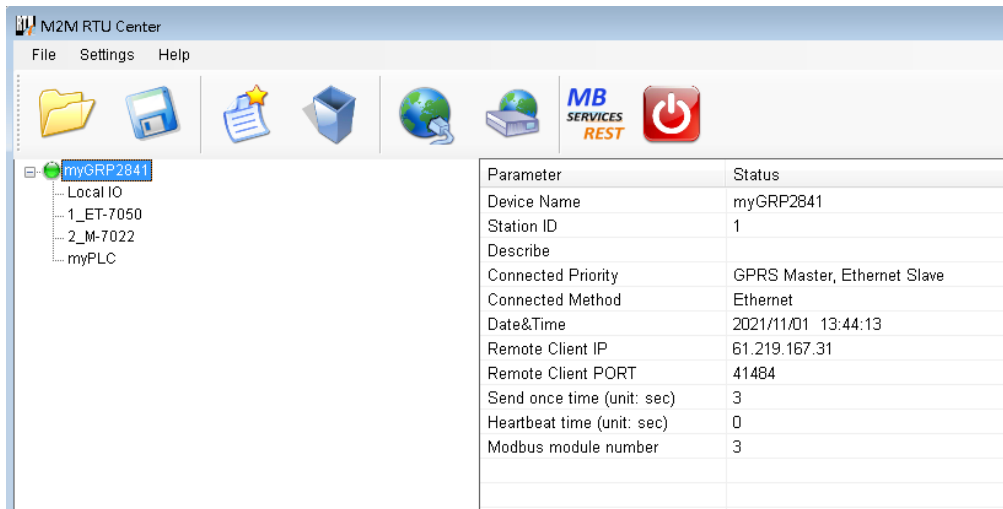 M2M RTU Center
File Settings Help
MB
SERVICES
REST
myGRP2841
Local IO
1_ET-7050
2_M-7022
myPLC
Parameter Status
Device Name myGRP2841
Station ID 1
Describe
Connected Priority GPRS Master, Ethernet Slave
Connected Method Ethernet
Date&Time 2021/11/01 13:44:13
Remote Client IP 61.219.167.31
Remote Client PORT 41484
Send once time (unit: sec) 3
Heartbeat time (unit: sec) 0
Modbus module number 3